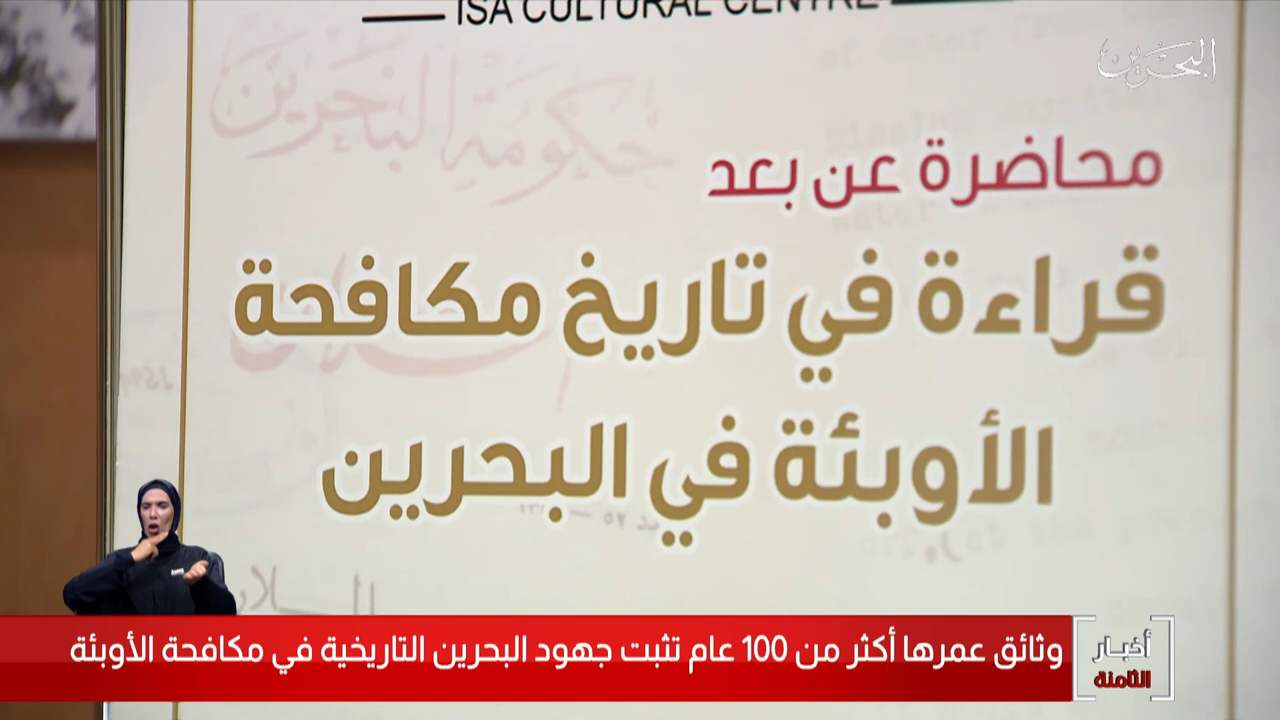 ISA CULTURAL CENTRE
البحرين
حكومة البحرين
محاضرة عن بعد
قراءة في تاريخ مكافحة
الأوبئة في البحرين
وثائق عمرها أكثر من 100 عام تثبت جهود البحرين التاريخية في مكافحة الأوبئة
أخبار
الثامنة